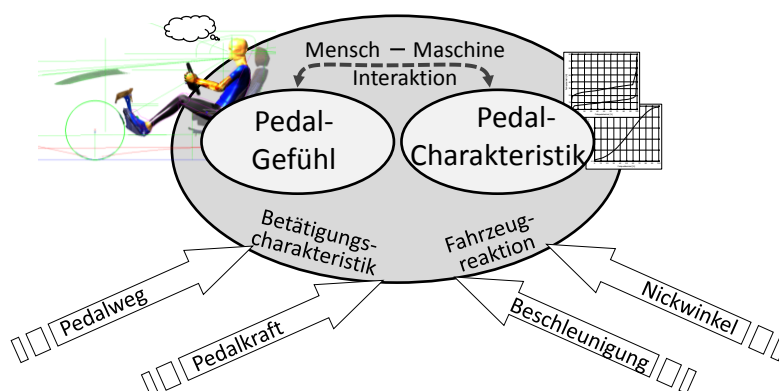 Mensch – Maschine
Interaktion
Pedal-
Gefühl
Pedal-
Charakteristik
Betätigungs-
charakteristik
Fahrzeug-
reaktion
Pedalweg
Pedalkraft
Beschleunigung
Nickwinkel